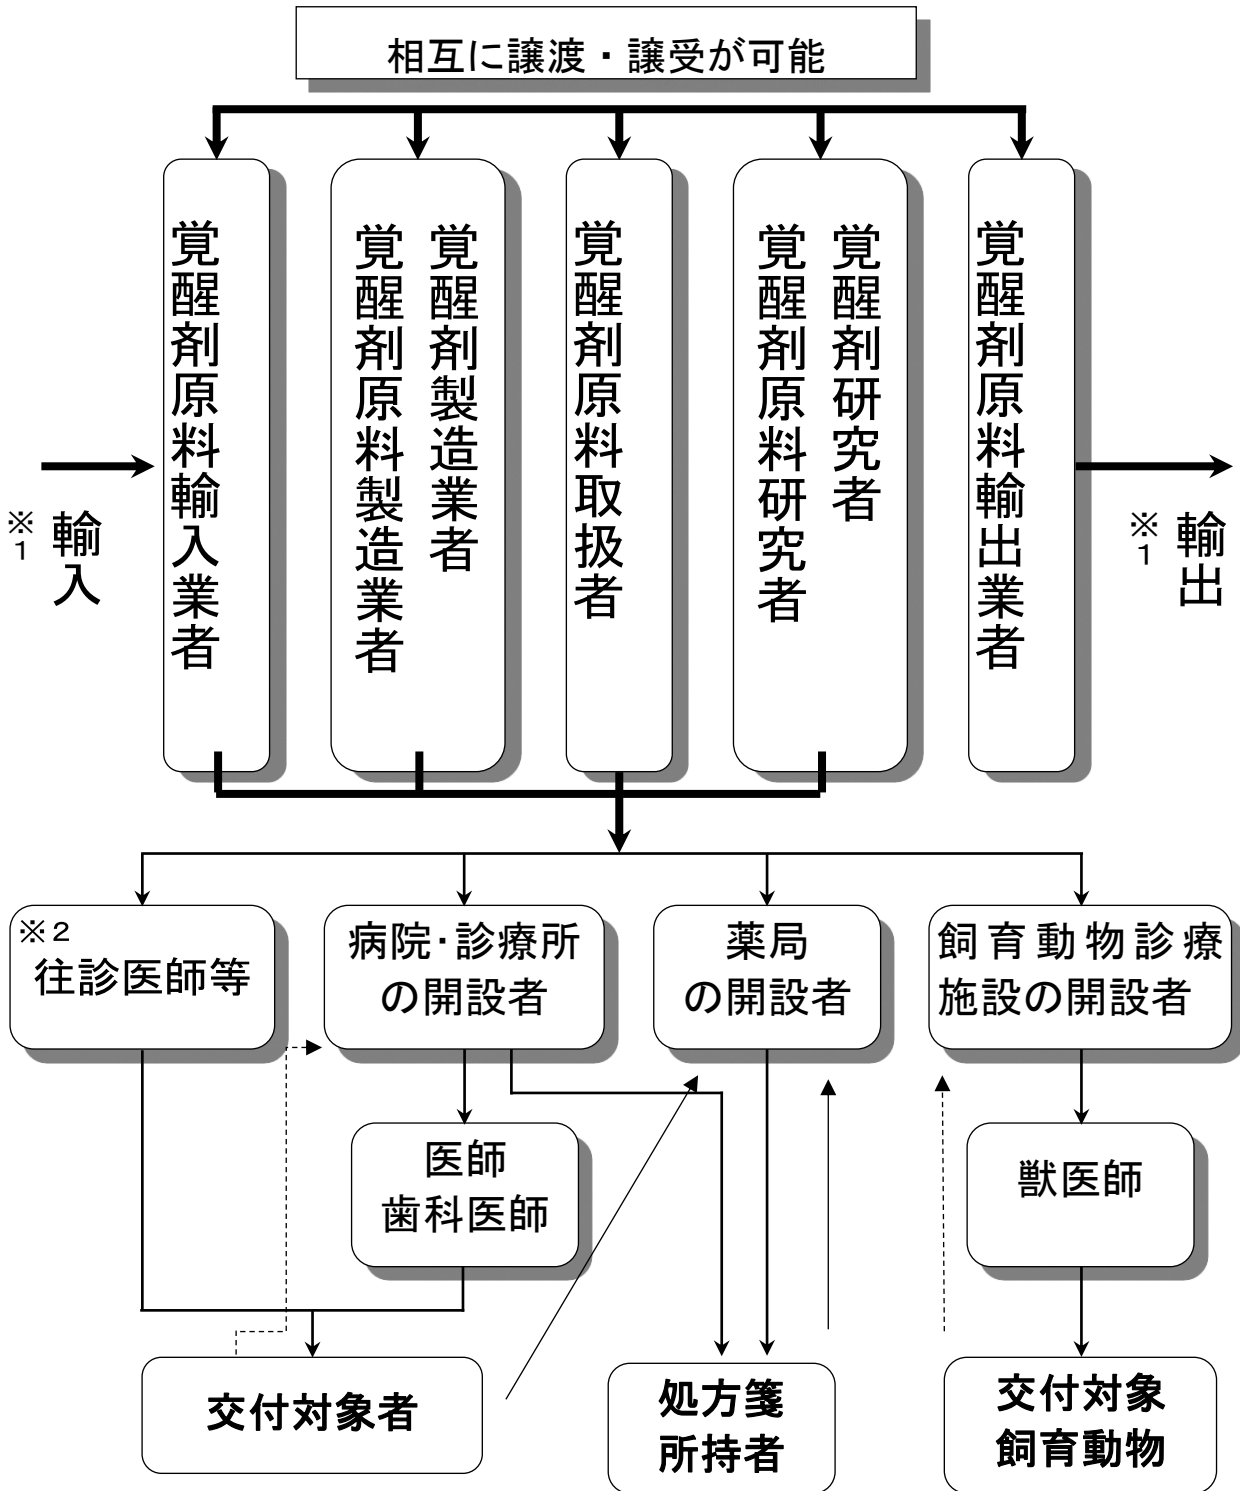 相互に譲渡・譲受が可能
覚醒剤原料輸入業者
覚醒剤製造業者
覚醒剤原料製造業者
覚醒剤原料取扱者
覚醒剤研究者
覚醒剤原料研究者
覚醒剤原料輸出業者
輸入
※1
輸出
※1
※2
往診医師等
病院・診療所
の開設者
薬局
の開設者
飼育動物診療
施設の開設者
医師
歯科医師
獣医師
交付対象者
処方箋
所持者
交付対象
飼育動物